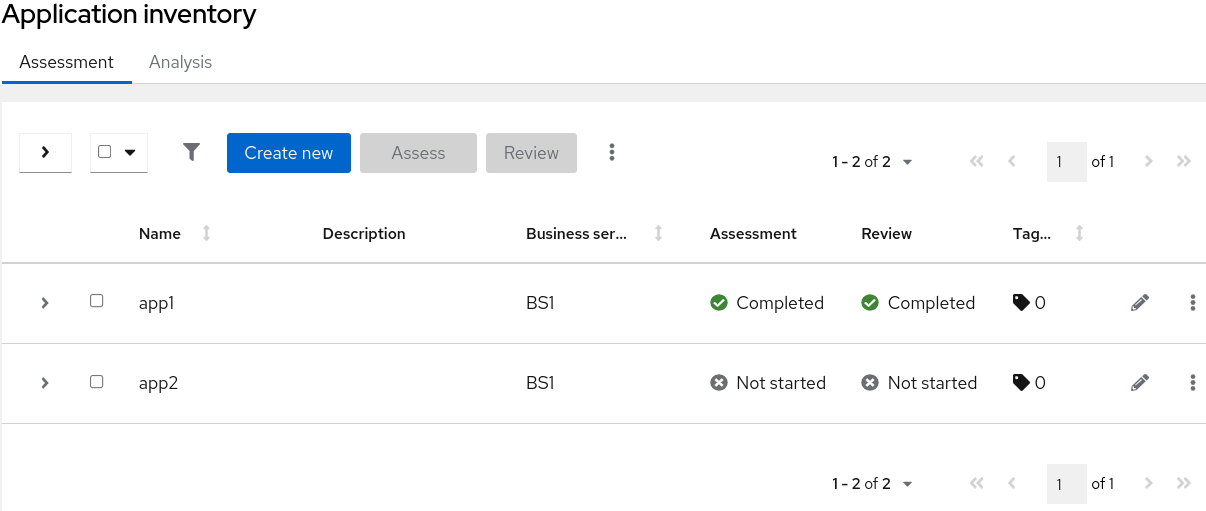 Application inventory
Assessment Analysis
Create new Assess Review 1 - 2 of 2 1 of 1
Name Description Business ser... Assessment Review Tag...
app1 BS1 Completed Completed 0
app2 BS1 Not started Not started 0
1 - 2 of 2 1 of 1